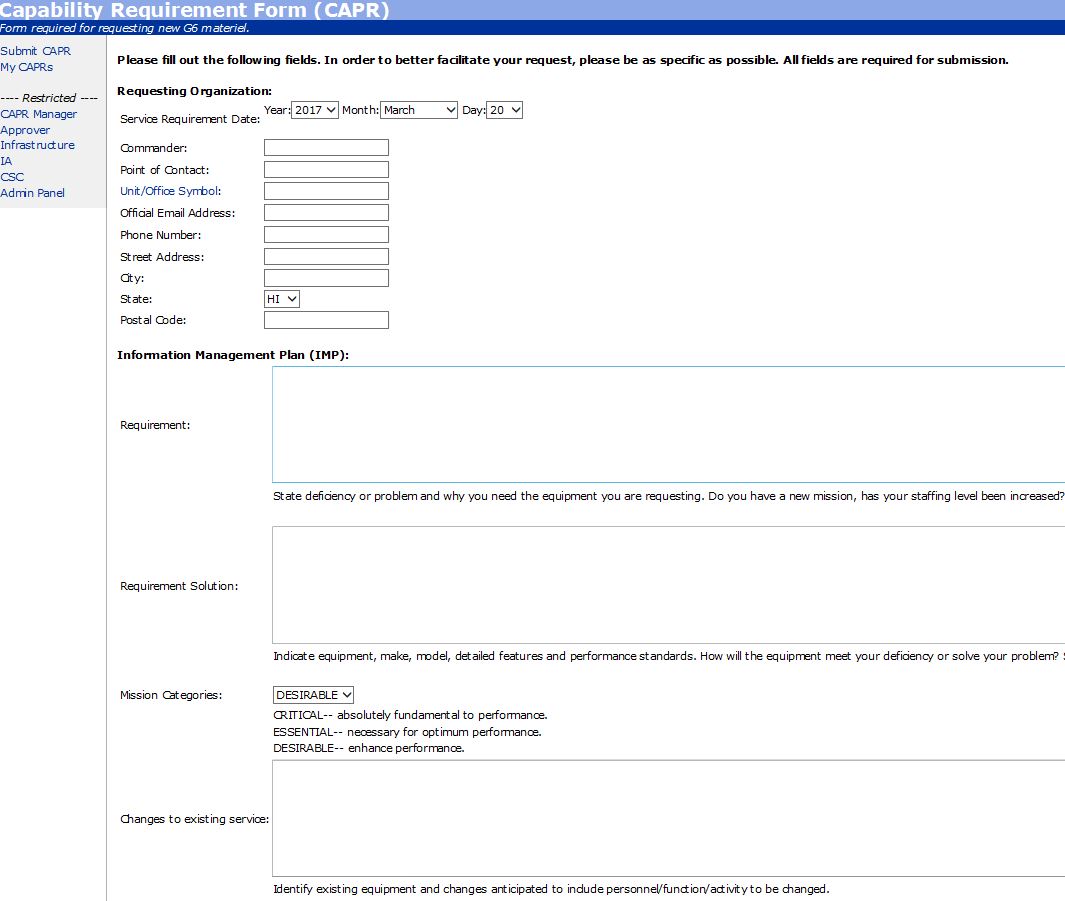 Capability Requirement Form (CAPR)
Form required for requesting new G6 materiel.
Submit CAPR
My CAPRs
---- Restricted ----
CAPR Manager
Approver
Infrastructure
IA
CSC
Admin Panel
Please fill out the following fields. In order to better facilitate your request, please be as specific as possible. All fields are required for submission.
Requesting Organization:
Service Requirement Date: Year: 2017 Month: March Day: 20
Commander:
Point of Contact:
Unit/Office Symbol:
Official Email Address:
Phone Number:
Street Address:
City:
State: HI
Postal Code:
Information Management Plan (IMP):
Requirement:
State deficiency or problem and why you need the equipment you are requesting. Do you have a new mission, has your staffing level been increased?
Requirement Solution:
Indicate equipment, make, model, detailed features and performance standards. How will the equipment meet your deficiency or solve your problem?
Mission Categories: DESIRABLE
CRITICAL-- absolutely fundamental to performance.
ESSENTIAL-- necessary for optimum performance.
DESIRABLE-- enhance performance.
Changes to existing service:
Identify existing equipment and changes anticipated to include personnel/function/activity to be changed.